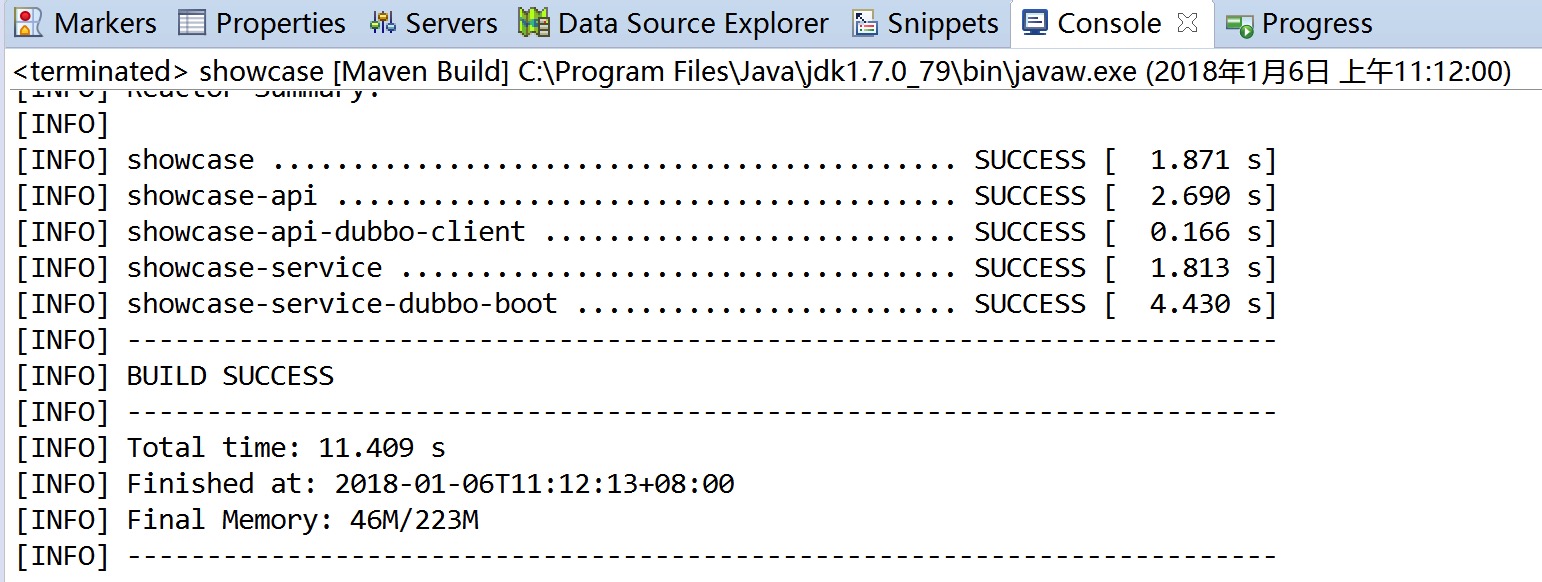 Markers Properties Servers Data Source Explorer Snippets Console Progress
<terminated> showcase [Maven Build] C:\Program Files\Java\jdk1.7.0_79\bin\javaw.exe (2018年1月6日 上午11:12:00)
[INFO] Reactor Summary:
[INFO]
[INFO] showcase ........................................... SUCCESS [  1.871 s]
[INFO] showcase-api ....................................... SUCCESS [  2.690 s]
[INFO] showcase-api-dubbo-client .......................... SUCCESS [  0.166 s]
[INFO] showcase-service ................................... SUCCESS [  1.813 s]
[INFO] showcase-service-dubbo-boot ........................ SUCCESS [  4.430 s]
[INFO] ------------------------------------------------------------------------
[INFO] BUILD SUCCESS
[INFO] ------------------------------------------------------------------------
[INFO] Total time: 11.409 s
[INFO] Finished at: 2018-01-06T11:12:13+08:00
[INFO] Final Memory: 46M/223M
[INFO] ------------------------------------------------------------------------